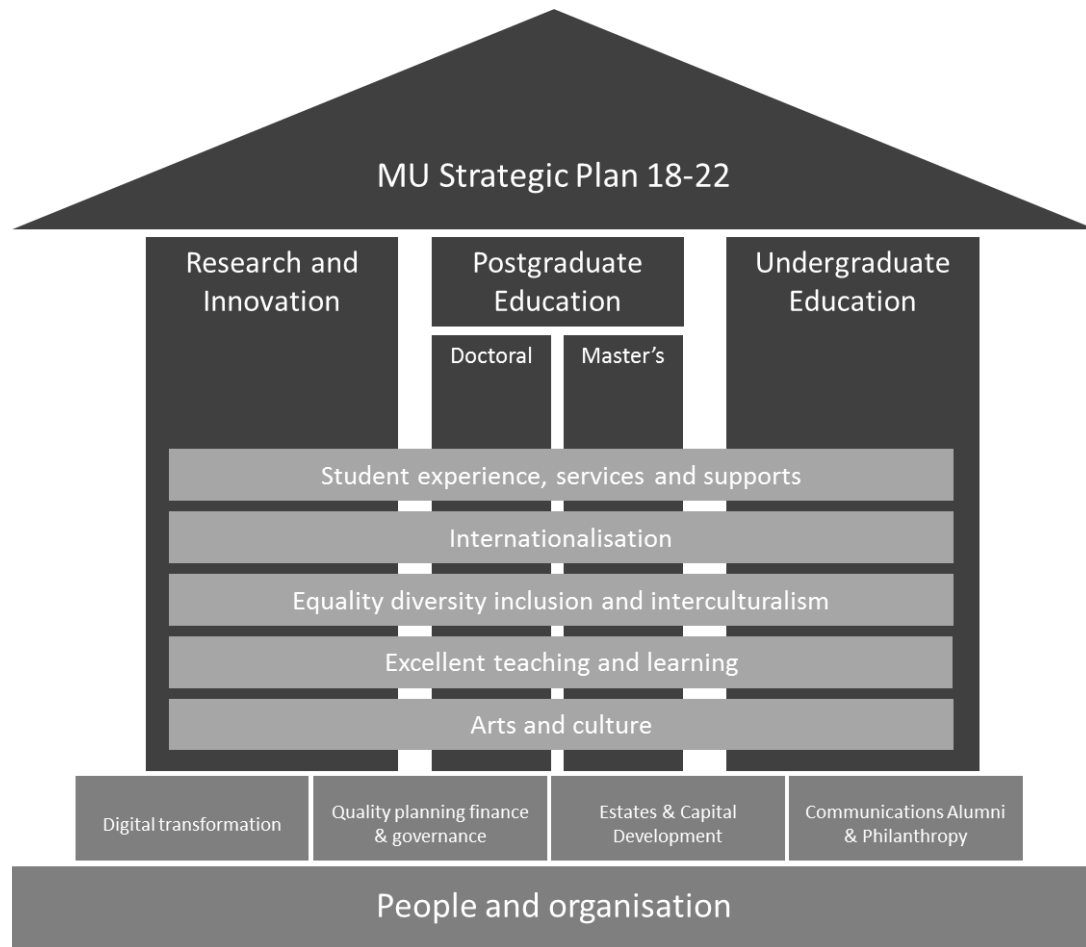 MU Strategic Plan 18-22
Research and
Innovation
Postgraduate
Education
Undergraduate
Education
Doctoral
Master's
Student experience, services and supports
Internationalisation
Equality diversity inclusion and interculturalism
Excellent teaching and learning
Arts and culture
Digital transformation
Quality planning finance
& governance
Estates & Capital
Development
Communications Alumni
& Philanthropy
People and organisation